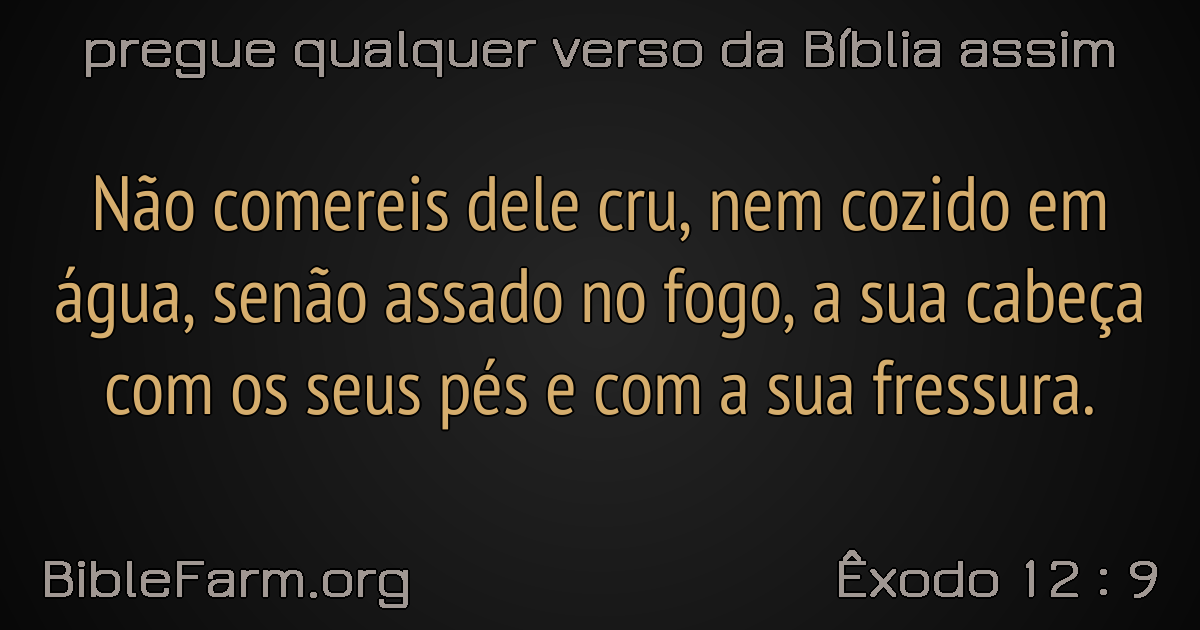 pregue qualquer verso da Bíblia assim
Não comereis dele cru, nem cozido em
água, senão assado no fogo, a sua cabeça
com os seus pés e com a sua fressura.
BibleFarm.org
Êxodo 12 : 9